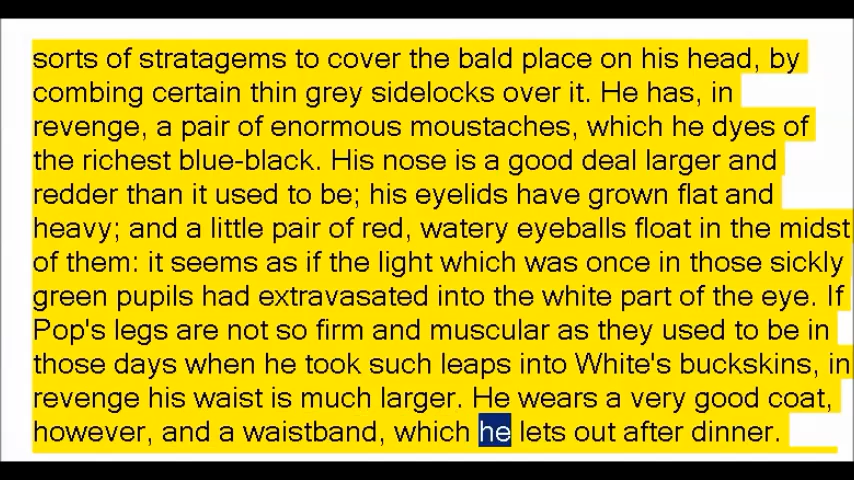 sorts of stratagems to cover the bald place on his head, by
combing certain thin grey sidelocks over it. He has, in
revenge, a pair of enormous moustaches, which he dyes of
the richest blue-black. His nose is a good deal larger and
redder than it used to be; his eyelids have grown flat and
heavy; and a little pair of red, watery eyeballs float in the midst
of them: it seems as if the light which was once in those sickly
green pupils had extravasated into the white part of the eye. If
Pop's legs are not so firm and muscular as they used to be in
those days when he took such leaps into White's buckskins, in
revenge his waist is much larger. He wears a very good coat,
however, and a waistband, which he lets out after dinner.